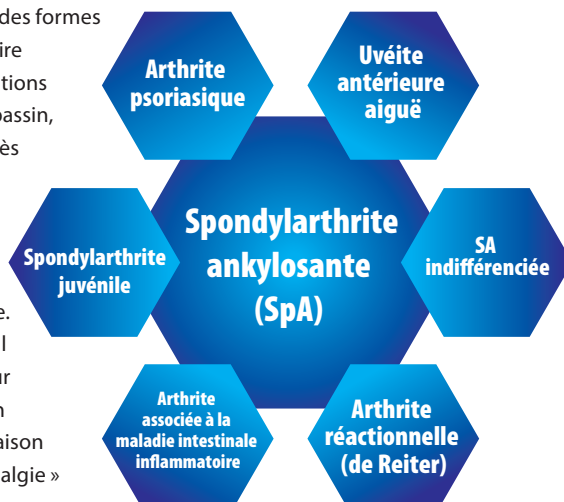 des formes
ire
tions
bassin,
ès
e.
l
ur
n
aison
algie »
Arthrite
psoriasique
Uvéite
antérieure
aiguë
Spondylarthrite
juvénile
Spondylarthrite
ankylosante
(SpA)
SA
indifférenciée
Arthrite
associée à la
maladie intestinale
inflammatoire
Arthrite
réactionnelle
(de Reiter)